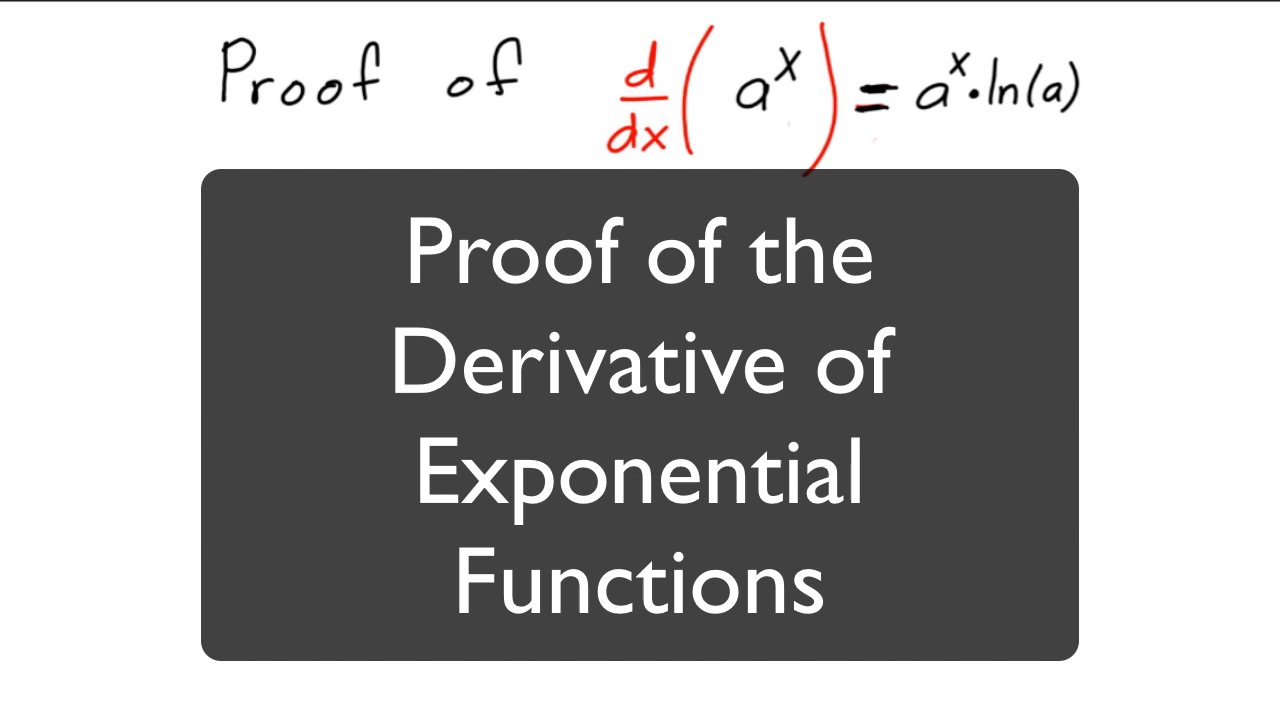 Proof of d/dx ( a^x ) = a^x · ln(a)
Proof of the
Derivative of
Exponential
Functions